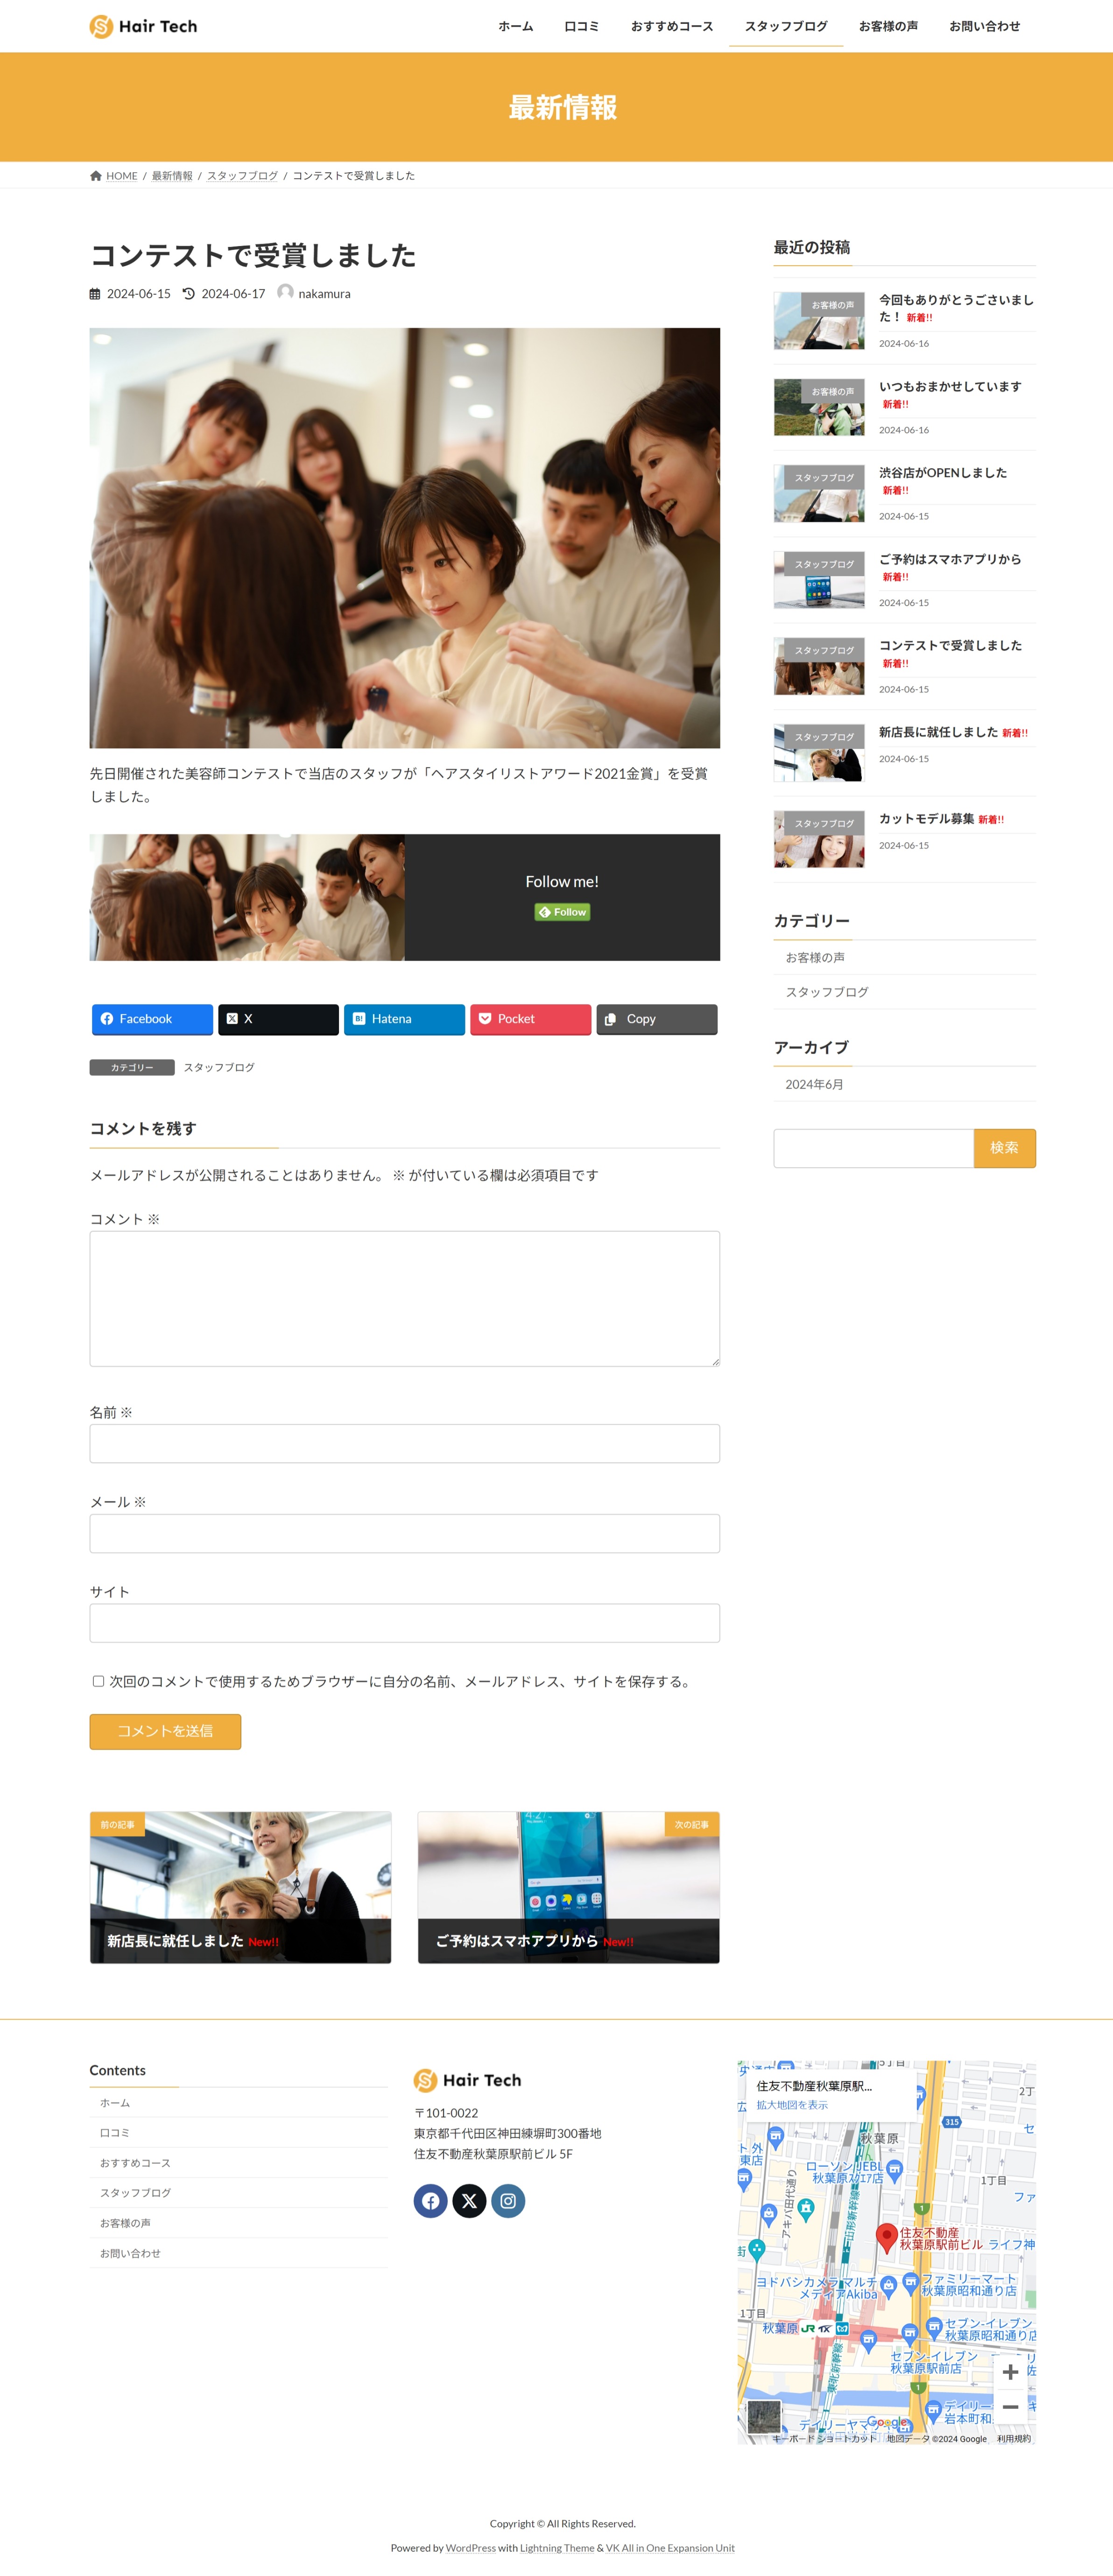 Hair Tech
ホーム
口コミ
おすすめコース
スタッフブログ
お客様の声
お問い合わせ
最新情報
HOME / 最新情報 / スタッフブログ / コンテストで受賞しました
コンテストで受賞しました
2024-06-15 2024-06-17 nakamura
先日開催された美容師コンテストで当店のスタッフが「ヘアスタイリストアワード2021金賞」を受賞
しました。
Follow me!
Follow
Facebook
X
Hatena
Pocket
Copy
カテゴリー スタッフブログ
コメントを残す
メールアドレスが公開されることはありません。 ※ が付いている欄は必須項目です
コメント ※
名前 ※
メール ※
サイト
次回のコメントで使用するためブラウザーに自分の名前、メールアドレス、サイトを保存する。
コメントを送信
前の記事
新店長に就任しました New!!
次の記事
ご予約はスマホアプリから New!!
最近の投稿
お客様の声
今回もありがとうございまし
た！ 新着!!
2024-06-16
お客様の声
いつもおまかせしています
新着!!
2024-06-16
スタッフブログ
渋谷店がOPENしました
新着!!
2024-06-15
スタッフブログ
ご予約はスマホアプリから
新着!!
2024-06-15
スタッフブログ
コンテストで受賞しました
新着!!
2024-06-15
スタッフブログ
新店長に就任しました 新着!!
2024-06-15
スタッフブログ
カットモデル募集 新着!!
2024-06-15
カテゴリー
お客様の声
スタッフブログ
アーカイブ
2024年6月
検索
Contents
ホーム
口コミ
おすすめコース
スタッフブログ
お客様の声
お問い合わせ
Hair Tech
〒101-0022
東京都千代田区神田練塀町300番地
住友不動産秋葉原駅前ビル 5F
住友不動産秋葉原駅...
拡大地図を表示
315
秋葉原
ローソン JEBL
秋葉原スクエア店
1丁目
アキバ田代通り
山形新幹線
1
住友不動産
秋葉原駅前ビル
ライフ神
ヨドバシカメラ マルチ
メディアAkiba
ファミリーマート
秋葉原昭和通り店
1丁目
秋葉原 JR TX
セブン-イレブン
秋葉原昭和通り店
セブン-イレブン
秋葉原駅前店
東北新幹線
1
Google
キーボード ショートカット 地図データ ©2024 Google 利用規約
Copyright © All Rights Reserved.
Powered by WordPress with Lightning Theme & VK All in One Expansion Unit